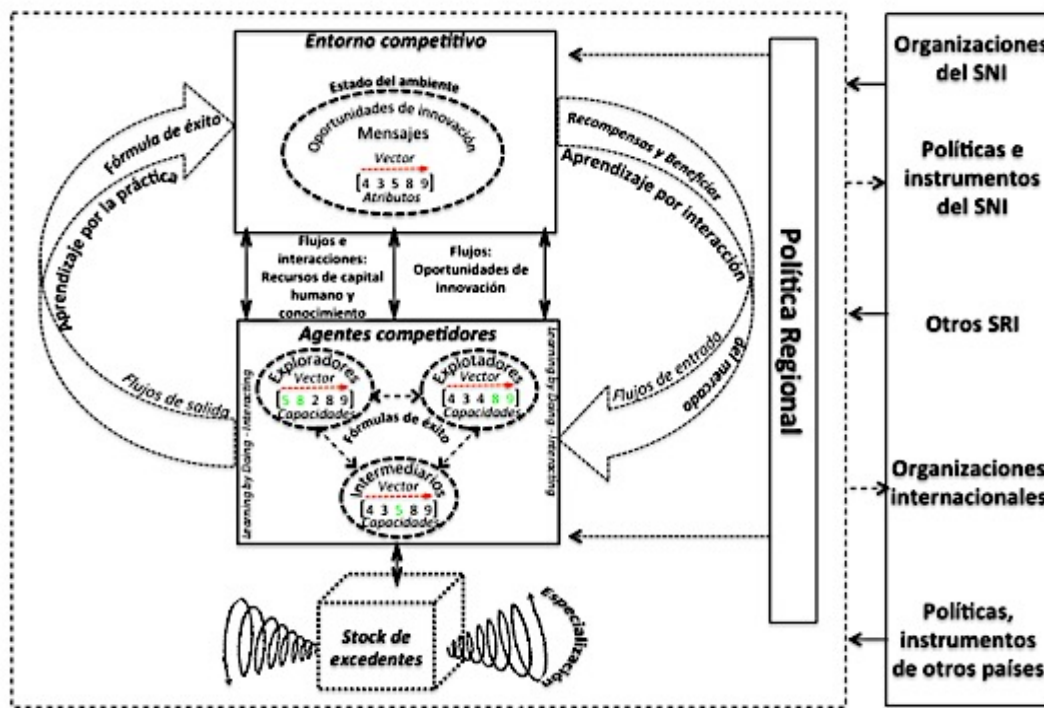 Entorno competitivo
Estado del ambiente
Oportunidades de innovación
Mensajes
Vector
[4 3 5 8 9]
Atributos
Fórmula de éxito
Aprendizaje por la práctica
Flujos de salida
Recompensas y Beneficios
del mercado
Aprendizaje por interacción
Flujos de entrada
Flujos e
interacciones:
Recursos de capital
humano y
conocimiento
Flujos:
Oportunidades de
innovación
Agentes competidores
Learning by Doing - Interacting
Exploradores
Vector
[5 8 2 8 9]
Capacidades
Explotadores
Vector
[4 3 4 8 9]
Capacidades
Fórmulas de éxito
Intermediarios
Vector
[4 3 5 8 9]
Capacidades
Learning by Doing - Interacting
Stock de
excedentes
Especialización
Política Regional
Organizaciones
del SNI
Políticas e
instrumentos
del SNI
Otros SRI
Organizaciones
internacionales
Políticas,
instrumentos
de otros países